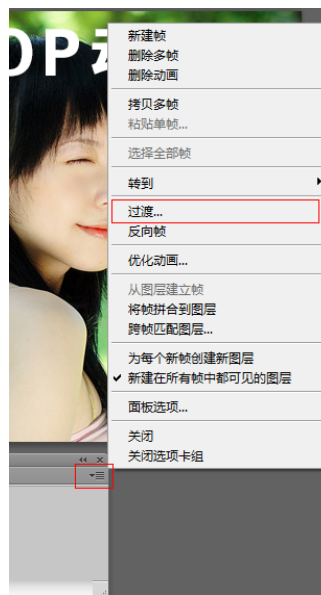 OP
新建帧
删除多帧
删除动画
拷贝多帧
粘贴单帧...
选择全部帧
转到
过渡...
反向帧
优化动画...
从图层建立帧
将帧拼合到图层
跨帧匹配图层...
为每个新帧创建新图层
新建在所有帧中都可见的图层
面板选项...
关闭
关闭选项卡组